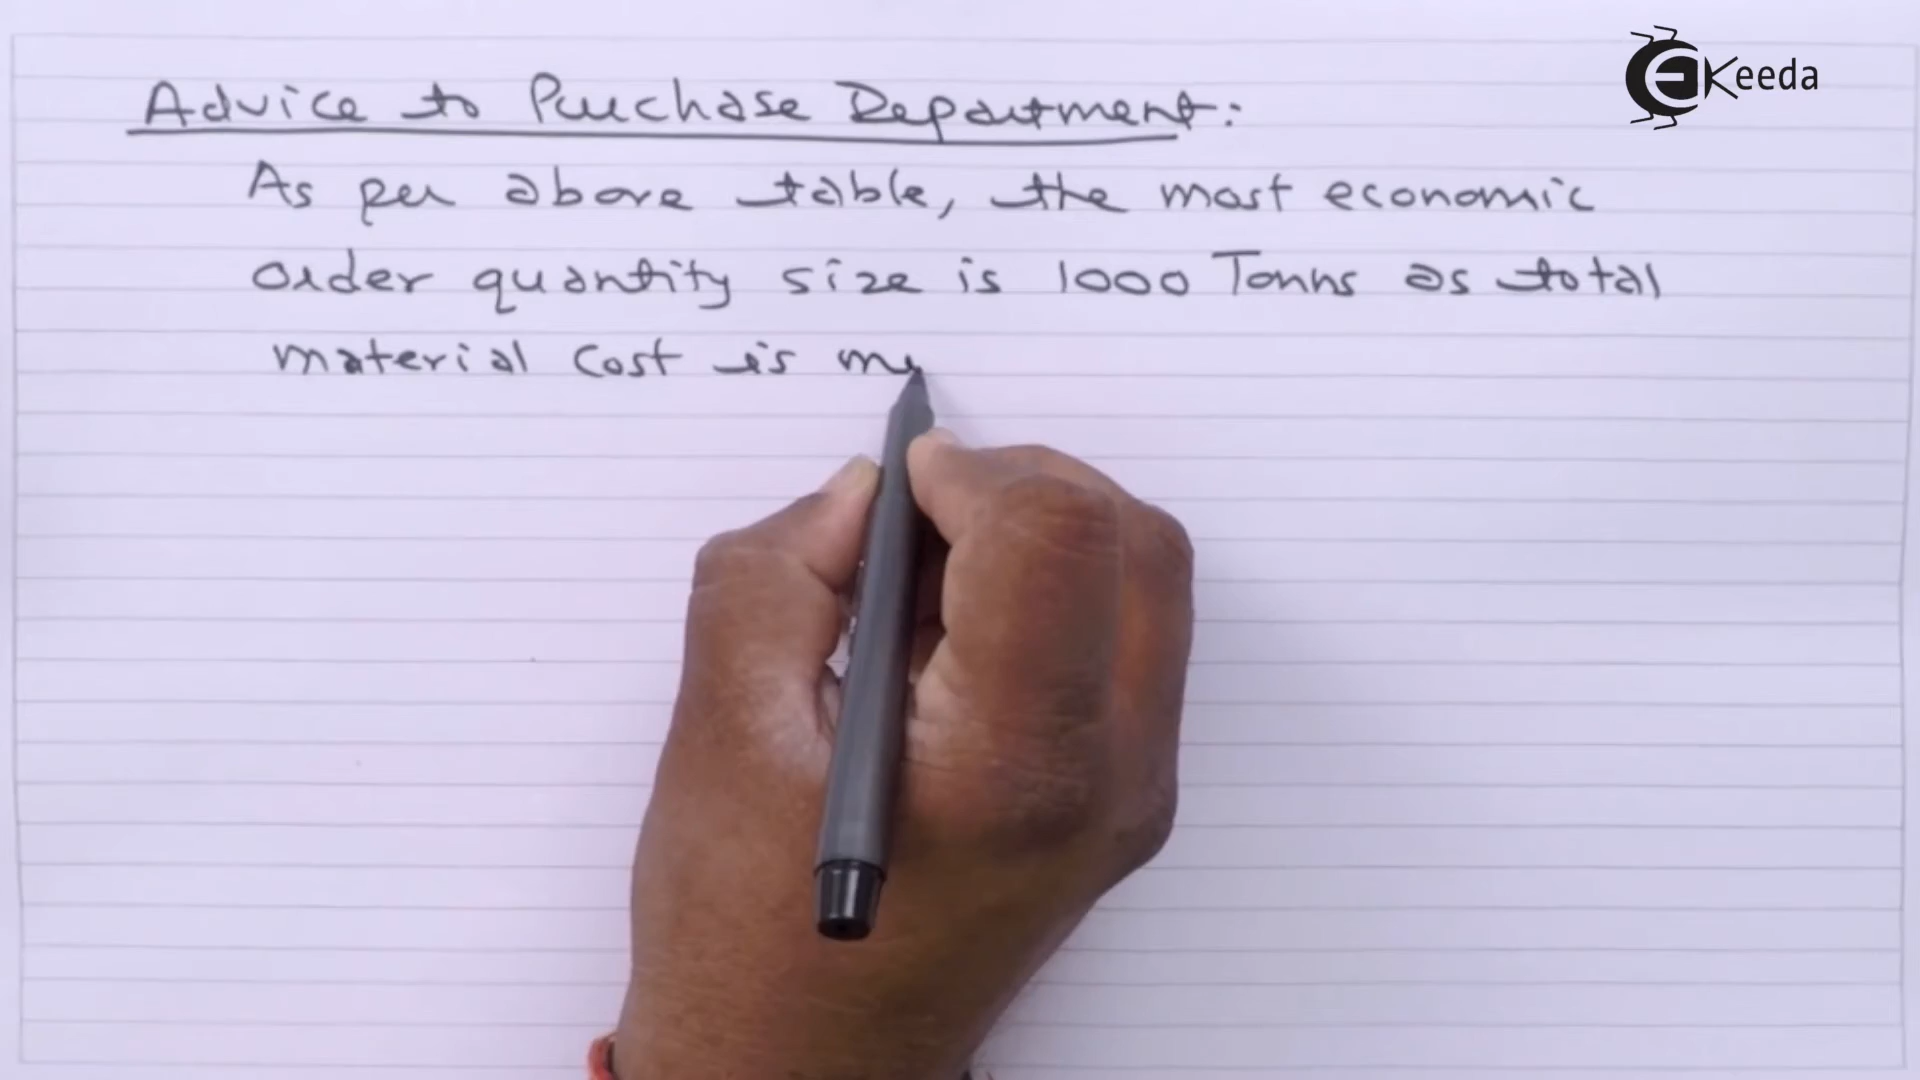 Keeda
Advice to Purchase Department:
As per above table, the most economic
order quantity size is 1000 Tonns as total
material cost is